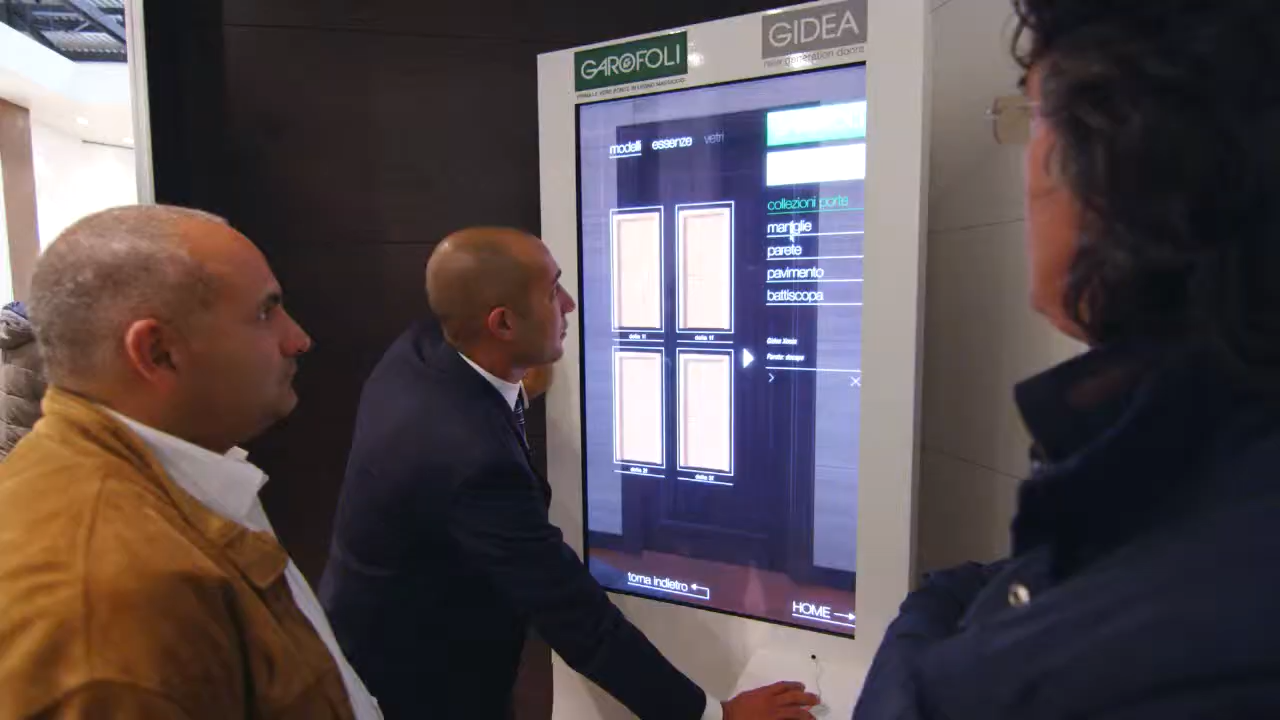 GAROFOLI
GIDEA
new generation doors
modelli essenze vetri
collezioni porte
maniglie
parete
pavimento
battiscopa
torna indietro
HOME